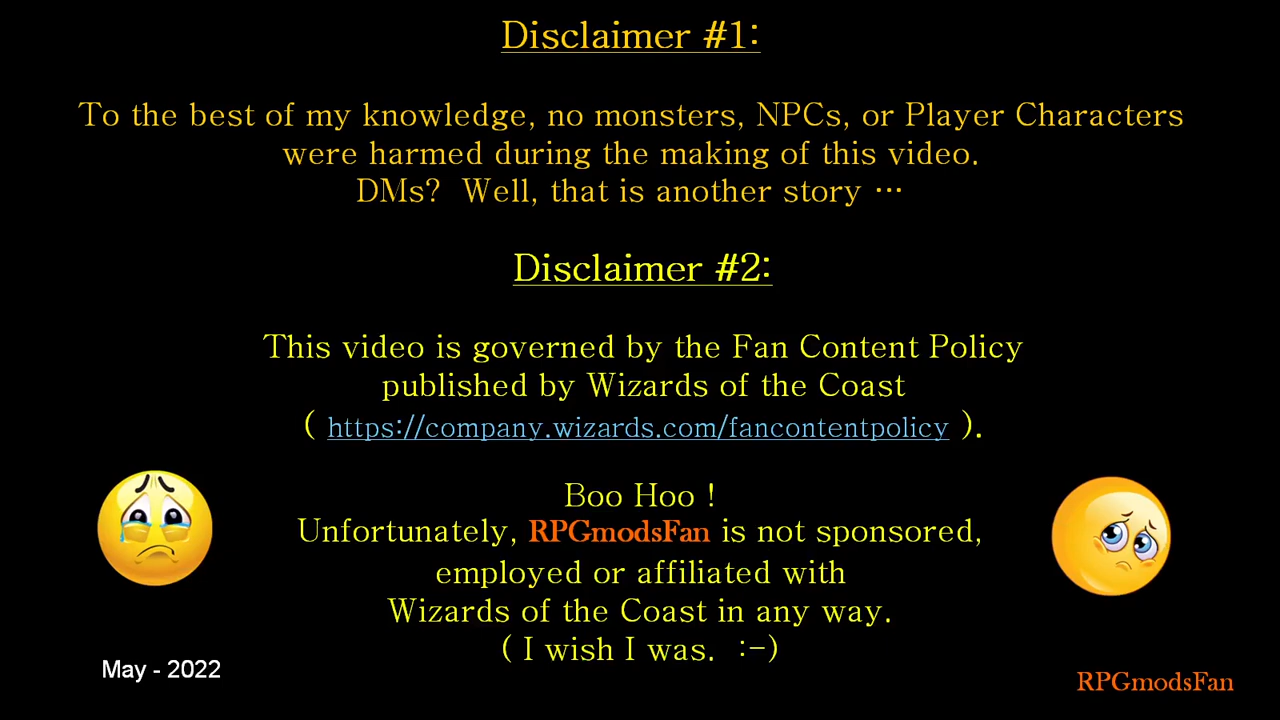 Disclaimer #1:
To the best of my knowledge, no monsters, NPCs, or Player Characters
were harmed during the making of this video.
DMs?  Well, that is another story ⋯
Disclaimer #2:
This video is governed by the Fan Content Policy
published by Wizards of the Coast
( https://company.wizards.com/fancontentpolicy ).
Boo Hoo !
Unfortunately, RPGmodsFan is not sponsored,
employed or affiliated with
Wizards of the Coast in any way.
( I wish I was.  :-)
May - 2022
RPGmodsFan